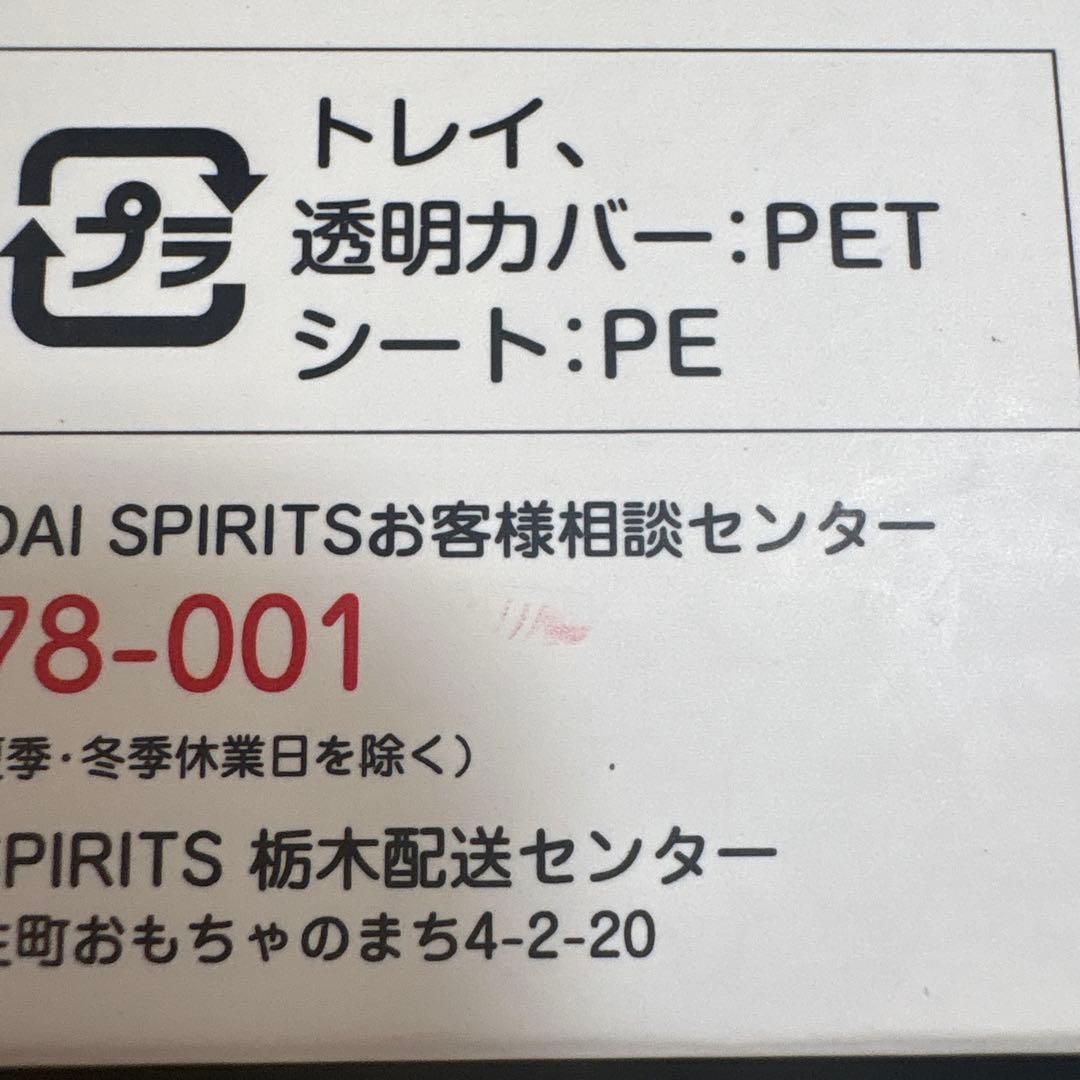 プラ
トレイ、
透明カバー:PET
シート:PE
DAI SPIRITSお客様相談センター
78-001
季・冬季休業日を除く)
SPIRITS 栃木配送センター
町おもちゃのまち4-2-20